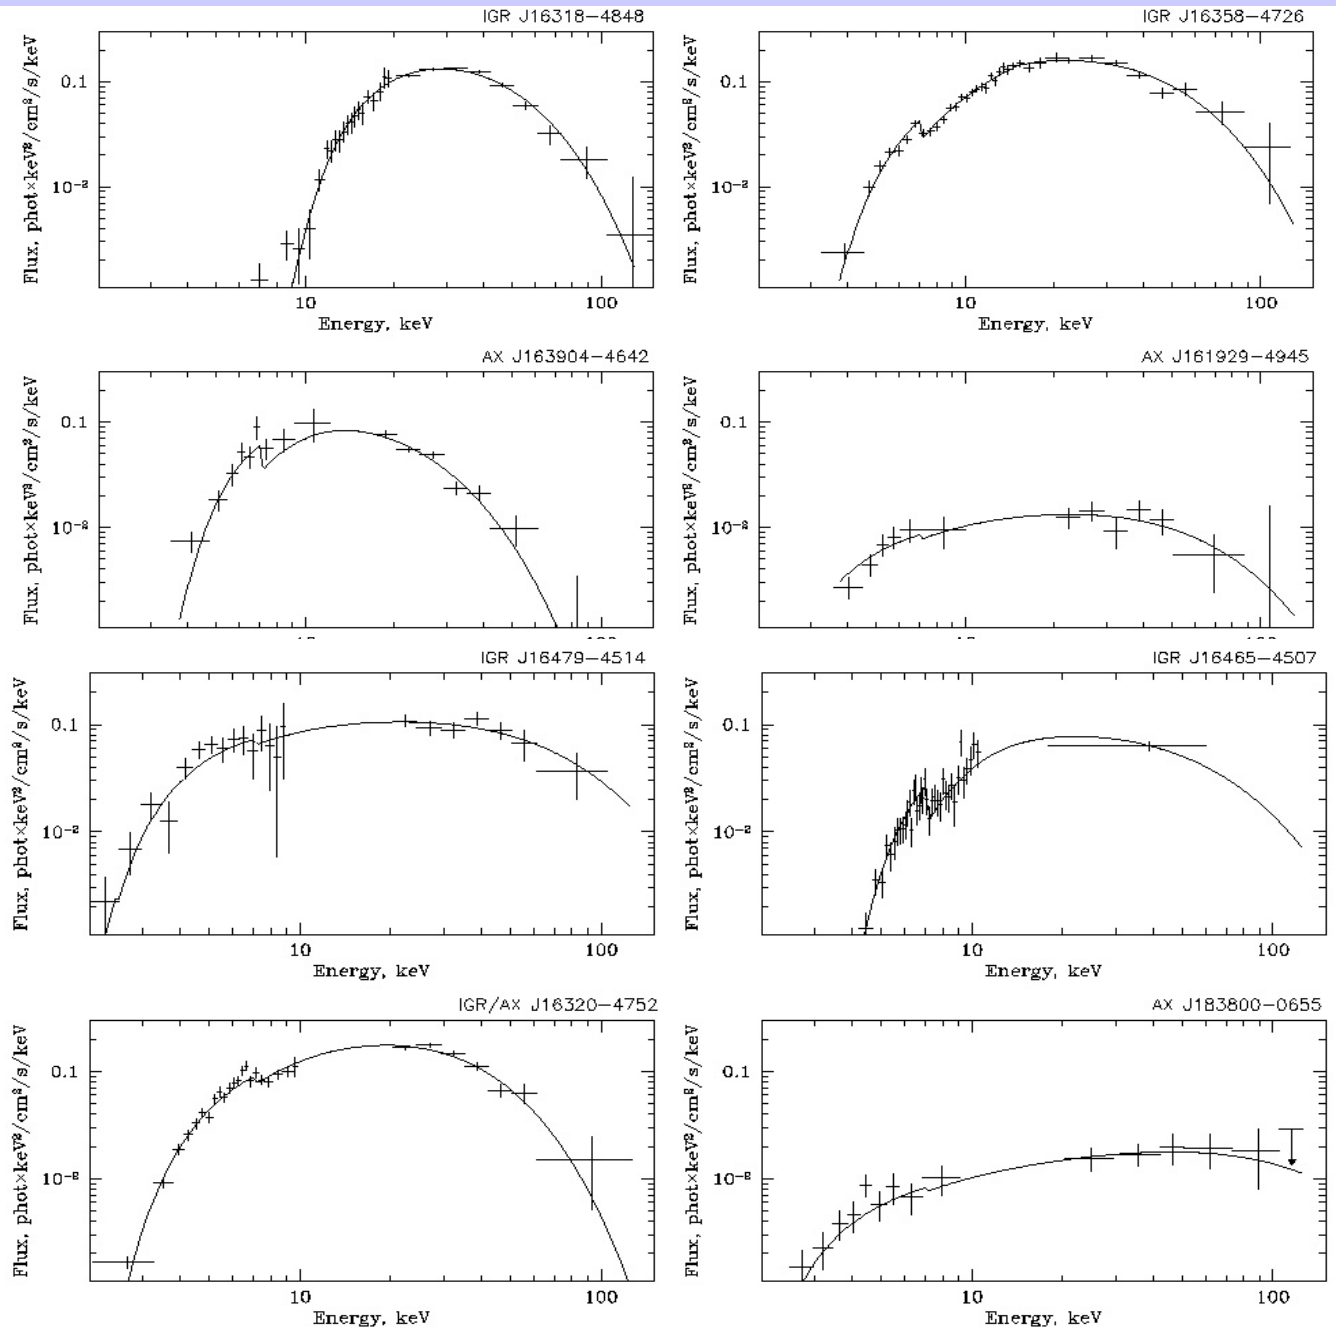 IGR J16318−4848
Flux, phot×keV²/cm²/s/keV
0.1
10⁻²
10
100
Energy, keV
IGR J16358−4726
Flux, phot×keV²/cm²/s/keV
0.1
10⁻²
10
100
Energy, keV
AX J163904−4642
Flux, phot×keV²/cm²/s/keV
0.1
10⁻²
AX J161929−4945
Flux, phot×keV²/cm²/s/keV
0.1
10⁻²
IGR J16479−4514
Flux, phot×keV²/cm²/s/keV
0.1
10⁻²
10
100
Energy, keV
IGR J16465−4507
Flux, phot×keV²/cm²/s/keV
0.1
10⁻²
10
100
Energy, keV
IGR/AX J16320−4752
Flux, phot×keV²/cm²/s/keV
0.1
10⁻²
10
100
Energy, keV
AX J183800−0655
Flux, phot×keV²/cm²/s/keV
0.1
10⁻²
10
100
Energy, keV